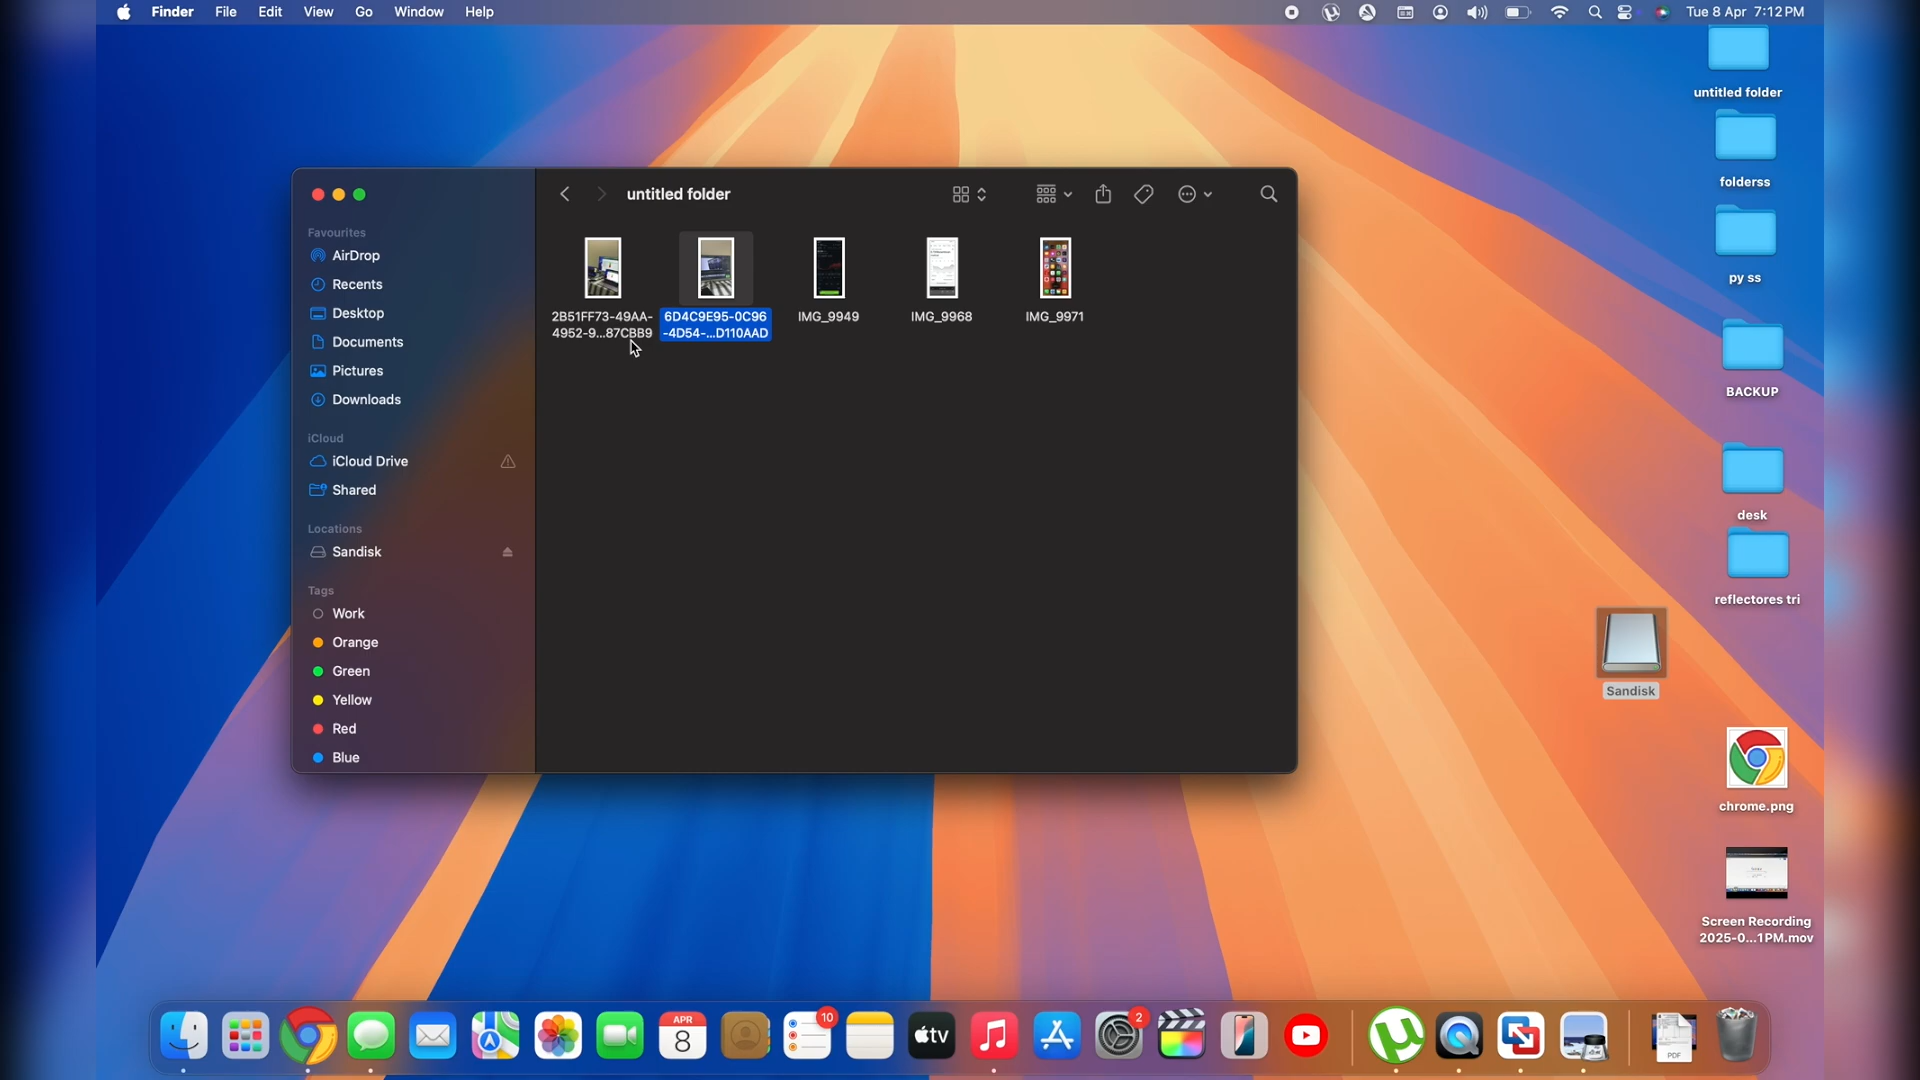 Finder File Edit View Go Window Help Tue 8 Apr 7:12 PM
untitled folder
Favourites
AirDrop
Recents
Desktop
Documents
Pictures
Downloads
iCloud
iCloud Drive
Shared
Locations
Sandisk
Tags
Work
Orange
Green
Yellow
Red
Blue
2B51FF73-49AA-
4952-9...87CBB9
6D4C9E95-0C96
-4D54-...D110AAD
IMG_9949
IMG_9968
IMG_9971
untitled folder
folderss
py ss
BACKUP
desk
reflectores tri
Sandisk
chrome.png
Screen Recording
2025-0...1PM.mov
APR
8
10
tv
2
PDF